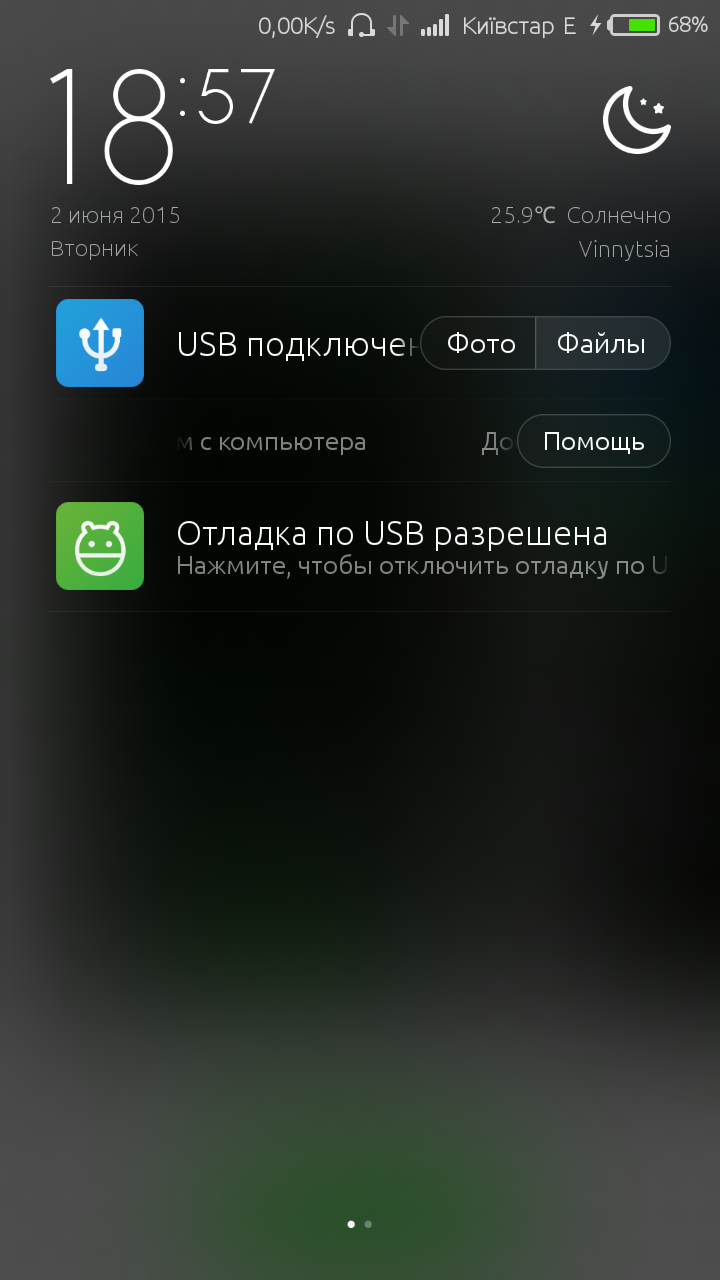 0,00K/s Київстар E 68%
18:57
2 июня 2015 25.9℃ Солнечно
Вторник Vinnytsia
USB подключен Фото Файлы
м с компьютера До Помощь
Отладка по USB разрешена
Нажмите, чтобы отключить отладку по U